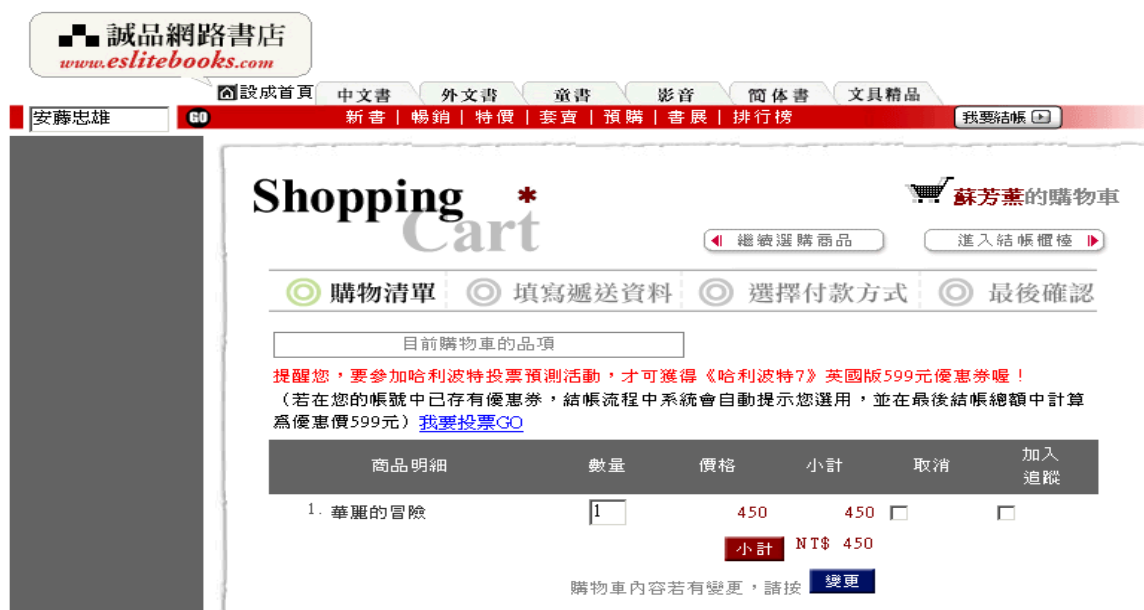 誠品網路書店
www.eslitebooks.com
設成首頁 中文書 外文書 童書 影音 简体書 文具精品
安藤忠雄 GO 新書 | 暢銷 | 特價 | 套書 | 預購 | 書展 | 排行榜 我要結帳
Shopping Cart * 蘇芳薰的購物車
繼續選購商品 進入結帳櫃檯
購物清單 填寫遞送資料 選擇付款方式 最後確認
目前購物車的品項
提醒您，要參加哈利波特投票預測活動，才可獲得《哈利波特7》英國版599元優惠券喔！
（若在您的帳號中已存有優惠券，結帳流程中系統會自動提示您選用，並在最後結帳總額中計算
為優惠價599元）我要投票GO
商品明細 數量 價格 小計 取消 加入
追蹤
1. 華麗的冒險 1 450 450
小計 NT$ 450
購物車內容若有變更，請按 變更